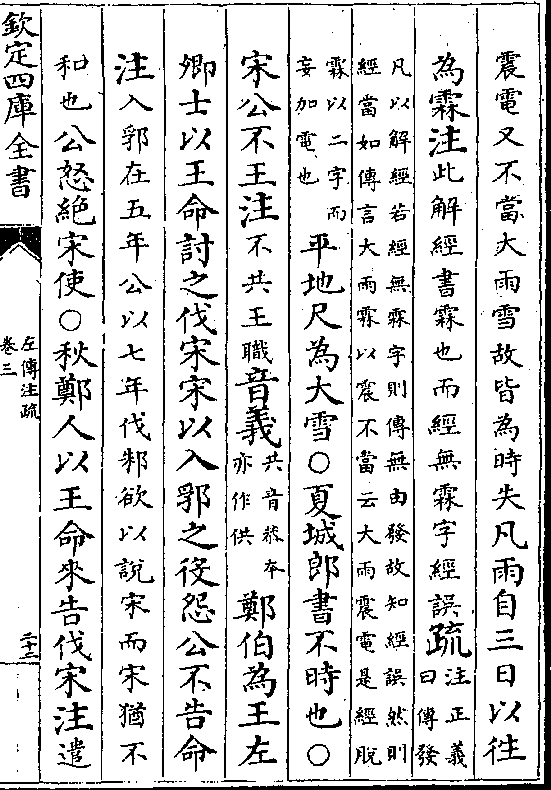 震電又不當大雨雪故皆為時失凡雨自三日以往
為霖注此解經書霖也而經無霖字經誤疏注正義
曰傳發
凡以解經若經無霖字則傳無由發故知經誤然則
經當如傳言大雨霖以震不當云大雨震電是經脫
霖以二字而
妄加電也
平地尺為大雪○夏城郎書不時也○
宋公不王注不共王職音義共音恭本
亦作供
鄭伯為王左
卿士以王命討之伐宋宋以入郛之役怨公不告命
注入郛在五年公以七年伐邾欲以說宋而宋猶不
和也公怒絕宋使○秋鄭人以王命來告伐宋注遣
欽定四庫全書
左傳注疏
卷三
二十二